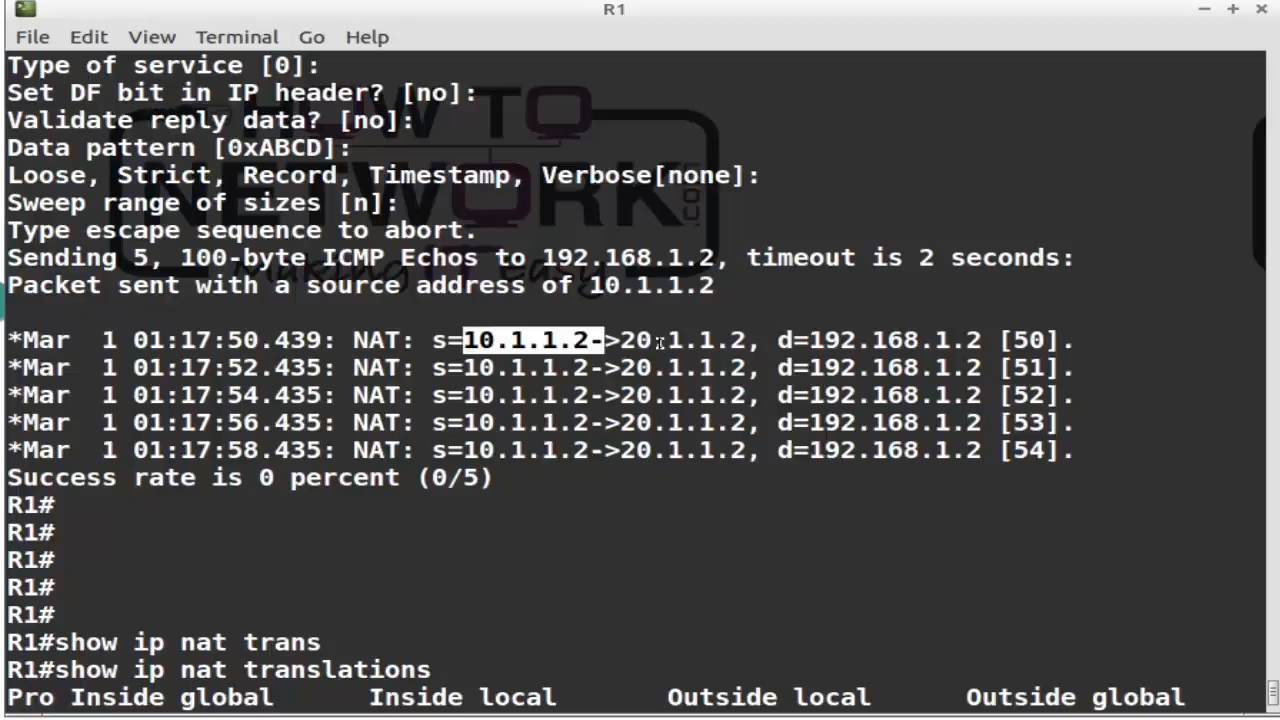 R1
File Edit View Terminal Go Help
Type of service [0]:
Set DF bit in IP header? [no]:
Validate reply data? [no]:
Data pattern [0xABCD]:
Loose, Strict, Record, Timestamp, Verbose[none]:
Sweep range of sizes [n]:
Type escape sequence to abort.
Sending 5, 100-byte ICMP Echos to 192.168.1.2, timeout is 2 seconds:
Packet sent with a source address of 10.1.1.2
*Mar  1 01:17:50.439: NAT: s=10.1.1.2->20.1.1.2, d=192.168.1.2 [50].
*Mar  1 01:17:52.435: NAT: s=10.1.1.2->20.1.1.2, d=192.168.1.2 [51].
*Mar  1 01:17:54.435: NAT: s=10.1.1.2->20.1.1.2, d=192.168.1.2 [52].
*Mar  1 01:17:56.435: NAT: s=10.1.1.2->20.1.1.2, d=192.168.1.2 [53].
*Mar  1 01:17:58.435: NAT: s=10.1.1.2->20.1.1.2, d=192.168.1.2 [54].
Success rate is 0 percent (0/5)
R1#
R1#
R1#
R1#
R1#
R1#show ip nat trans
R1#show ip nat translations
Pro Inside global      Inside local       Outside local      Outside global
HOW TO
NETWORK
.com
Making IT Easy